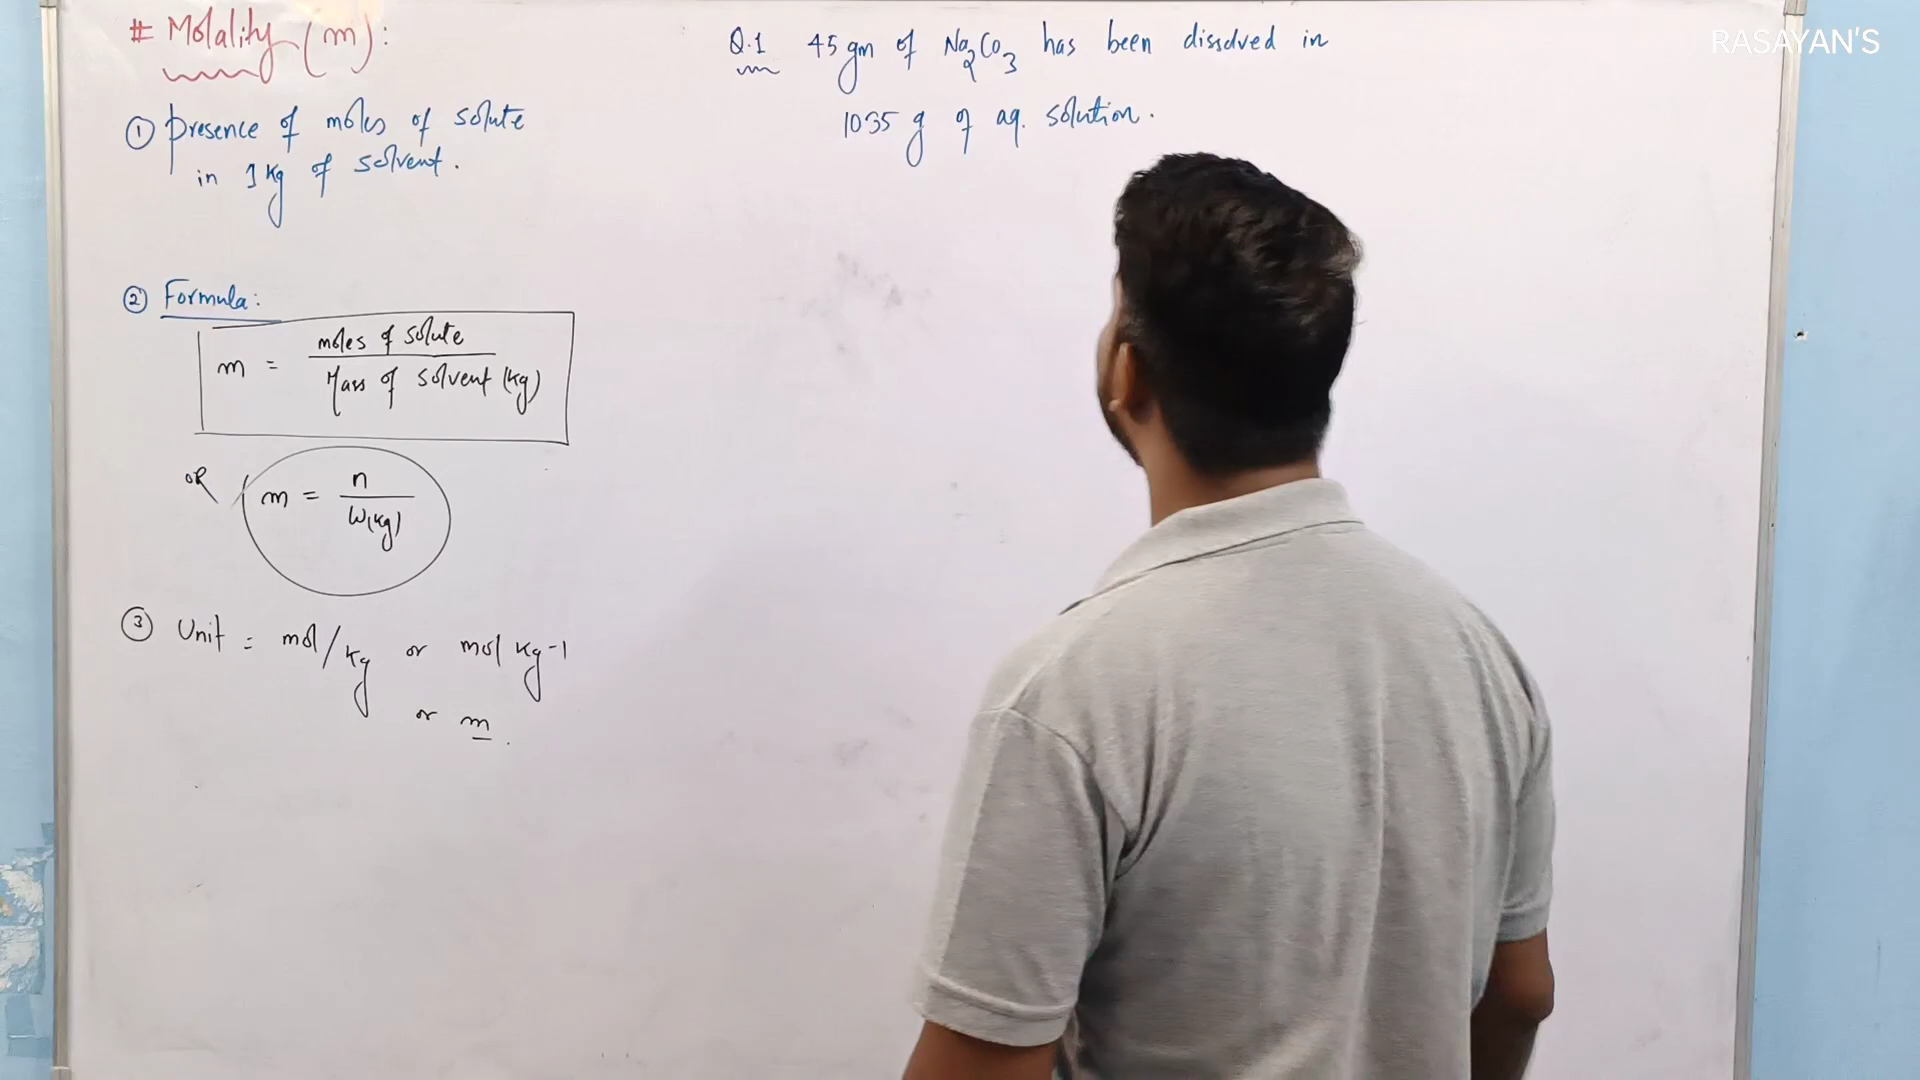 # Molality (m):
① presence of moles of solute
in 1 kg of solvent.
② Formula:
m = moles of solute / Mass of solvent (kg)
OR m = n / W(kg)
③ Unit = mol/kg or mol kg-1
or m.
Q.1 45 gm of Na2CO3 has been dissolved in
1035 g of aq. solution.
RASAYAN'S